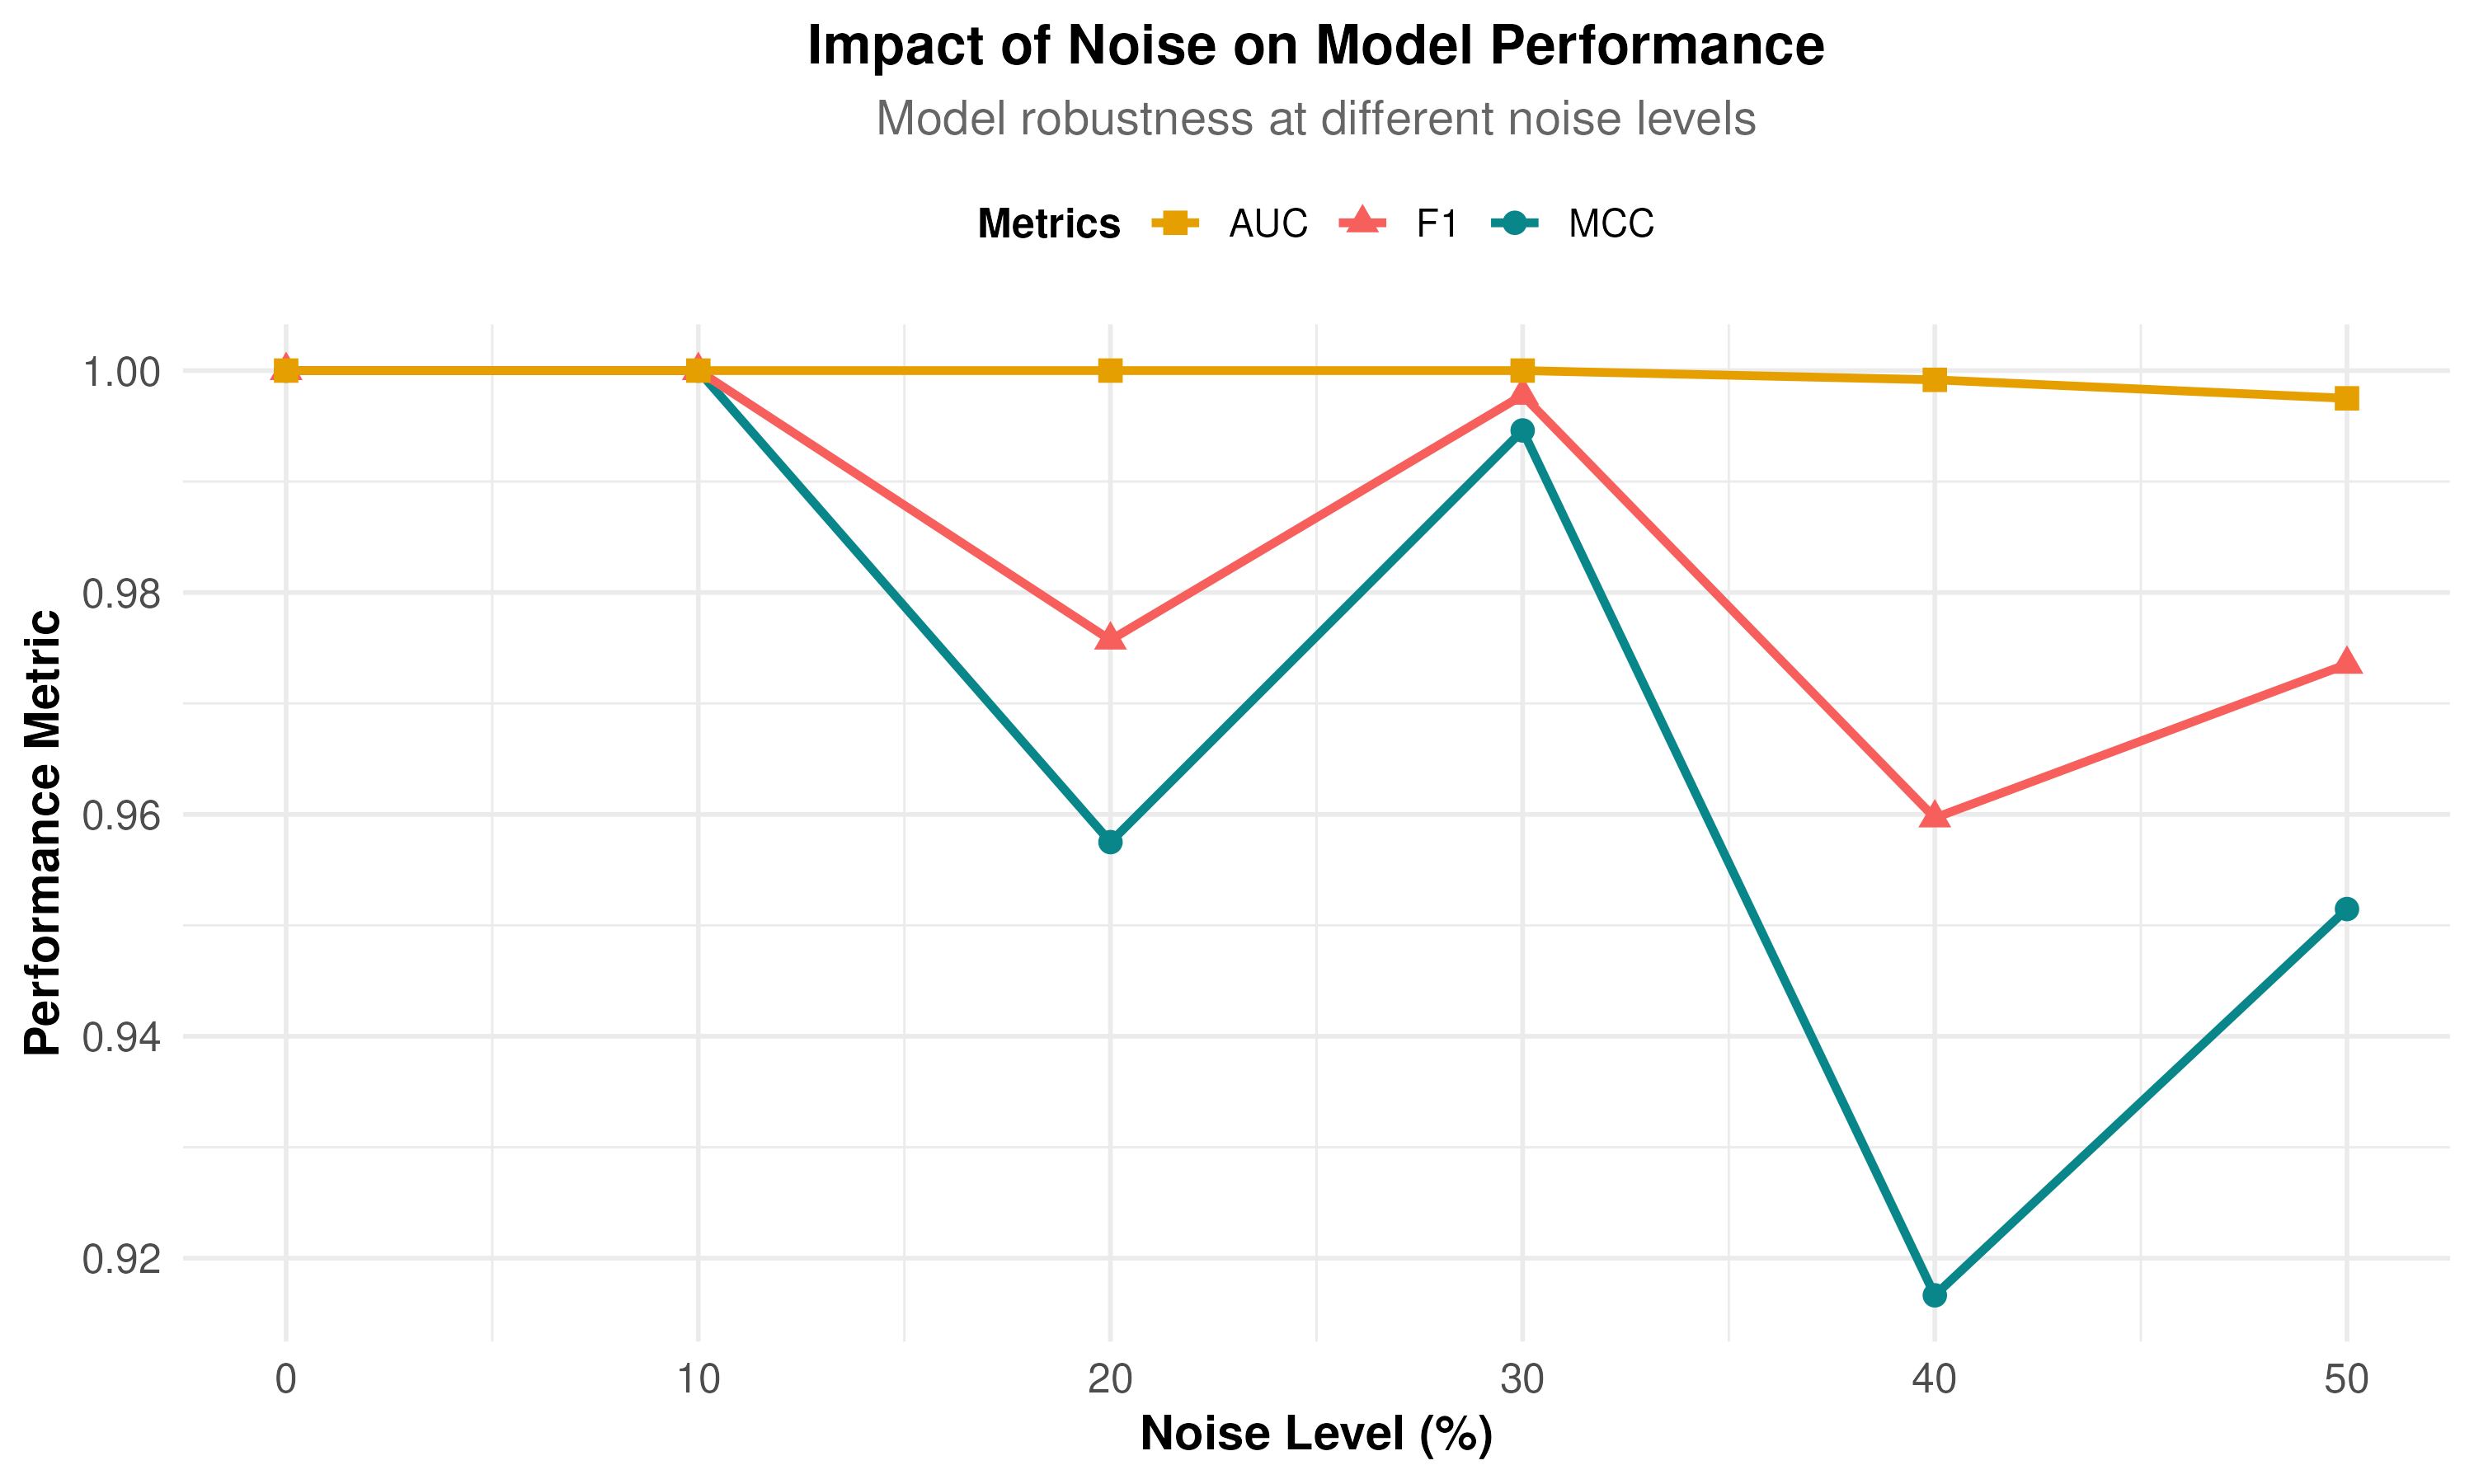 Impact of Noise on Model Performance
Model robustness at different noise levels
Metrics AUC F1 MCC
Performance Metric
1.00
0.98
0.96
0.94
0.92
0 10 20 30 40 50
Noise Level (%)